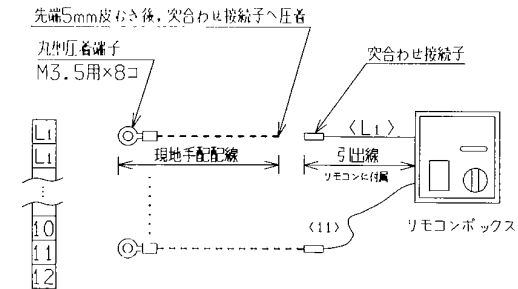 先端5mm皮むき後，突合わせ接続子へ圧着
丸型圧着端子
M3.5用×8コ
突合わせ接続子
L1
L1
〈L1〉
現地手配配線
引出線
リモコンに付属
〈11〉
リモコンボックス
10
11
12